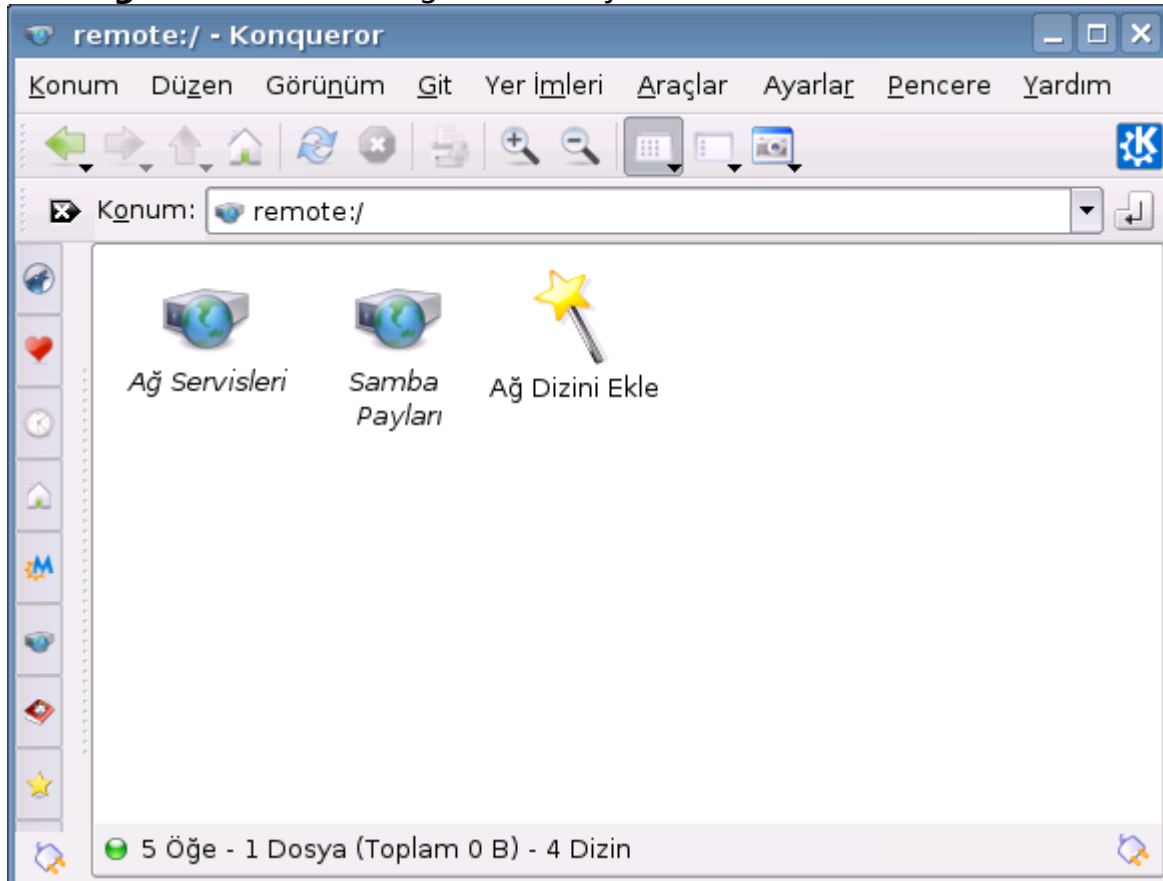 remote:/ - Konqueror
Konum Düzen Görünüm Git Yer İmleri Araçlar Ayarlar Pencere Yardım
Konum: remote:/
Ağ Servisleri
Samba
Payları
Ağ Dizini Ekle
5 Öğe - 1 Dosya (Toplam 0 B) - 4 Dizin